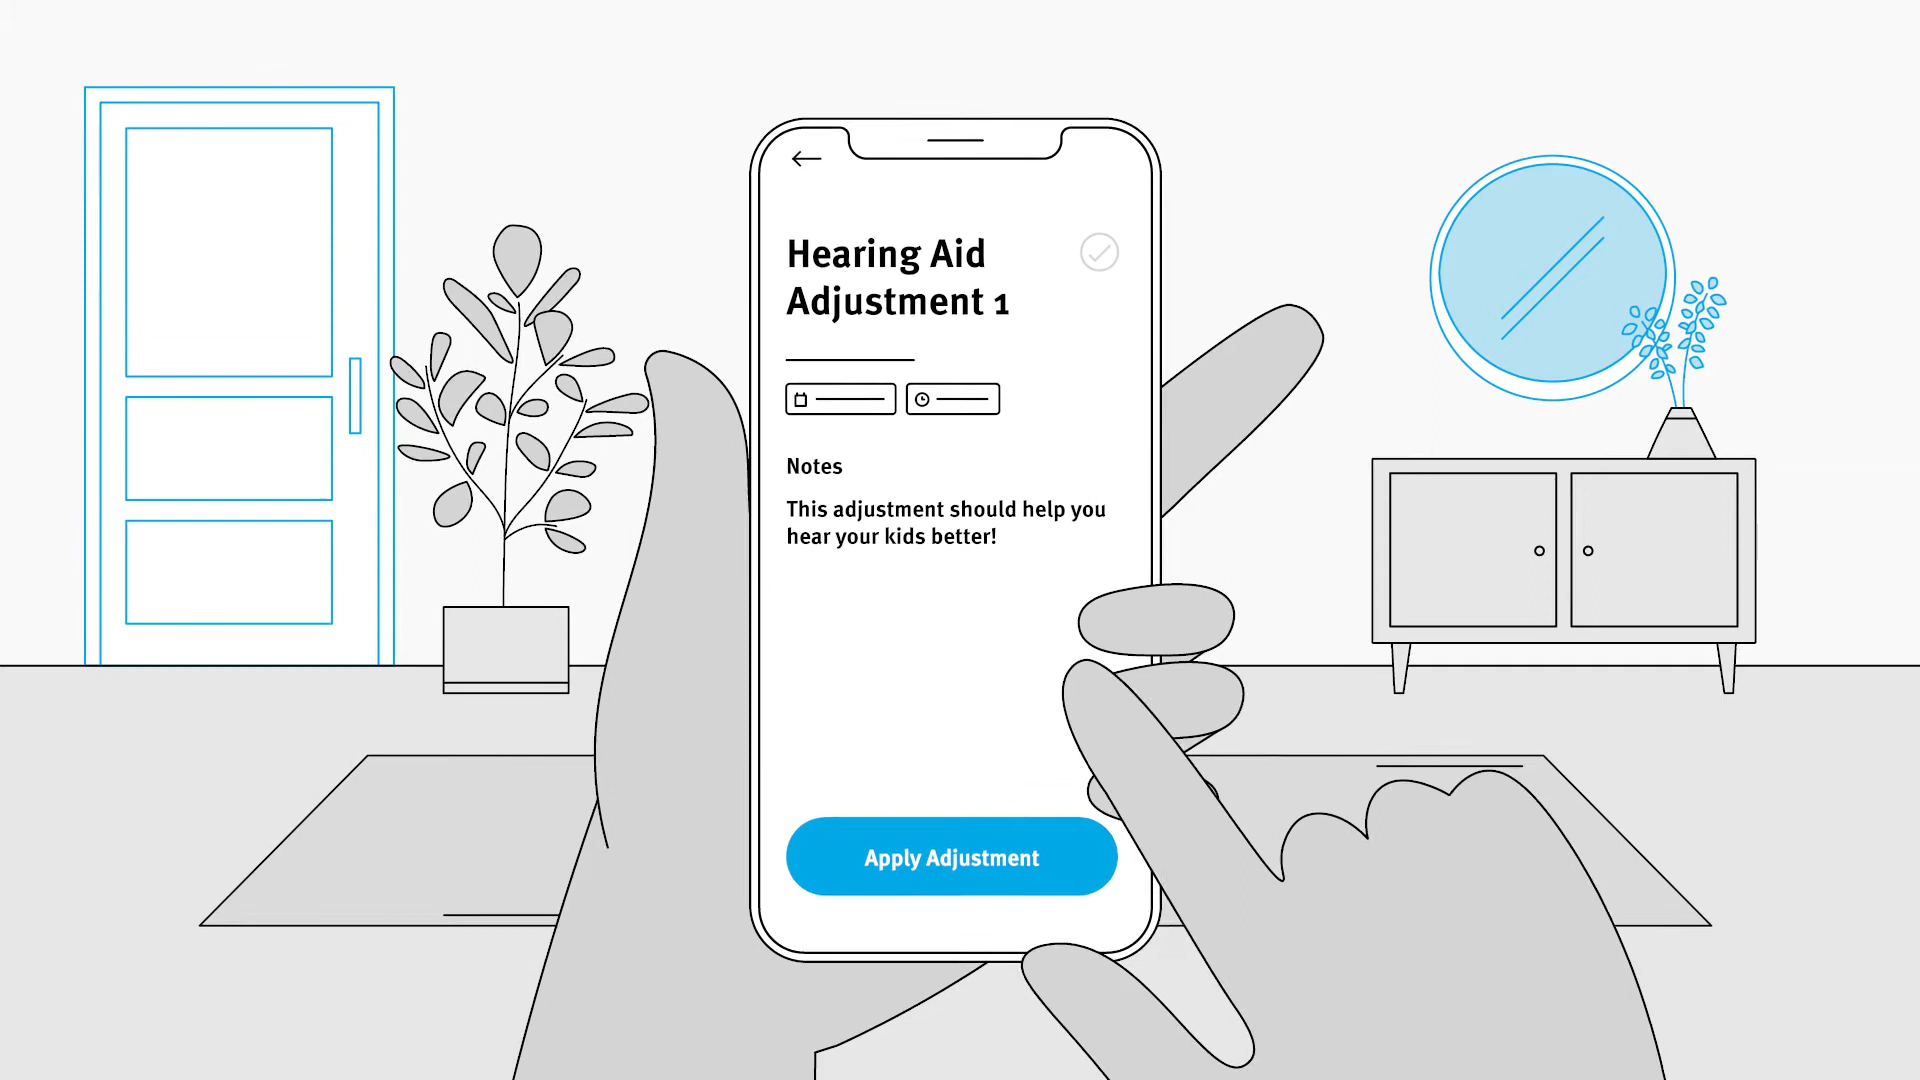 Hearing Aid
Adjustment 1
Notes
This adjustment should help you
hear your kids better!
Apply Adjustment